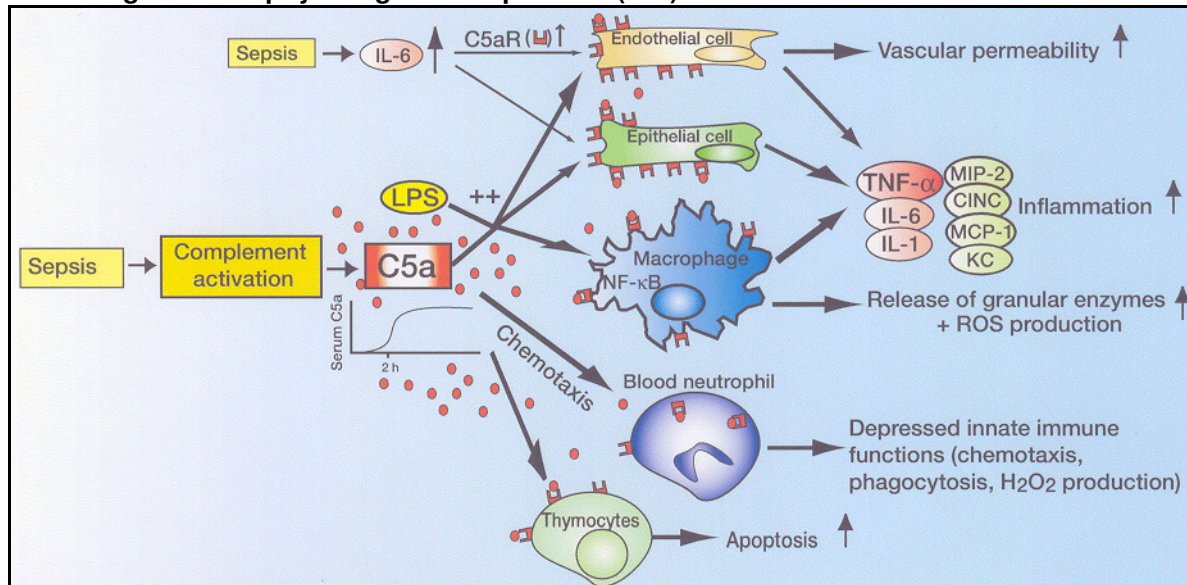 Sepsis
IL-6
C5aR ( )↑
Endothelial cell
Vascular permeability
Epithelial cell
LPS
++
TNF-α
IL-6
IL-1
MIP-2
CINC
MCP-1
KC
Inflammation
Sepsis
Complement
activation
C5a
Macrophage
NF-κB
Release of granular enzymes
+ ROS production
Serum C5a
2 h
Chemotaxis
Blood neutrophil
Depressed innate immune
functions (chemotaxis,
phagocytosis, H2O2 production)
Thymocytes
Apoptosis